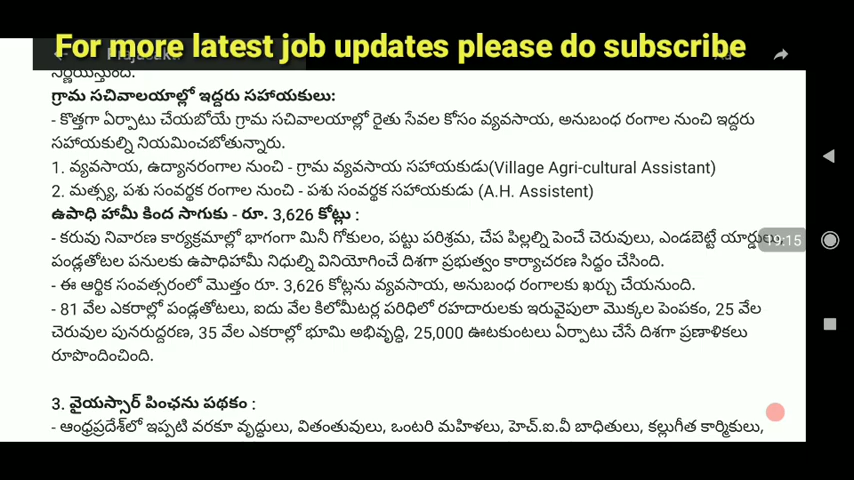 For more latest job updates please do subscribe
నిర్ణయిస్తుంది.
గ్రామ సచివాలయాల్లో ఇద్దరు సహాయకులు:
- కొత్తగా ఏర్పాటు చేయబోయే గ్రామ సచివాలయాల్లో రైతు సేవల కోసం వ్యవసాయ, అనుబంధ రంగాల నుంచి ఇద్దరు
సహాయకుల్ని నియమించబోతున్నారు.
1. వ్యవసాయ, ఉద్యానరంగాల నుంచి - గ్రామ వ్యవసాయ సహాయకుడు(Village Agri-cultural Assistant)
2. మత్స్య, పశు సంవర్థక రంగాల నుంచి - పశు సంవర్థక సహాయకుడు (A.H. Assistent)
ఉపాధి హామీ కింద సాగుకు - రూ. 3,626 కోట్లు :
- కరువు నివారణ కార్యక్రమాల్లో భాగంగా మినీ గోకులం, పట్టు పరిశ్రమ, చేప పిల్లల్ని పెంచే చెరువులు, ఎండబెట్టే యార్డులు,
19:15
పండ్లతోటల పనులకు ఉపాధిహామీ నిధుల్ని వినియోగించే దిశగా ప్రభుత్వం కార్యాచరణ సిద్ధం చేసింది.
- ఈ ఆర్థిక సంవత్సరంలో మొత్తం రూ. 3,626 కోట్లను వ్యవసాయ, అనుబంధ రంగాలకు ఖర్చు చేయనుంది.
- 81 వేల ఎకరాల్లో పండ్లతోటలు, ఐదు వేల కిలోమీటర్ల పరిధిలో రహదారులకు ఇరువైపులా మొక్కల పెంపకం, 25 వేల
చెరువుల పునరుద్దరణ, 35 వేల ఎకరాల్లో భూమి అభివృద్ధి, 25,000 ఊటకుంటలు ఏర్పాటు చేసే దిశగా ప్రణాళికలు
రూపొందించింది.
3. వైయస్సార్ పింఛను పథకం :
- ఆంధ్రప్రదేశ్‌లో ఇప్పటి వరకూ వృద్ధులు, వితంతువులు, ఒంటరి మహిళలు, హెచ్.ఐ.వీ బాధితులు, కల్లుగీత కార్మికులు,